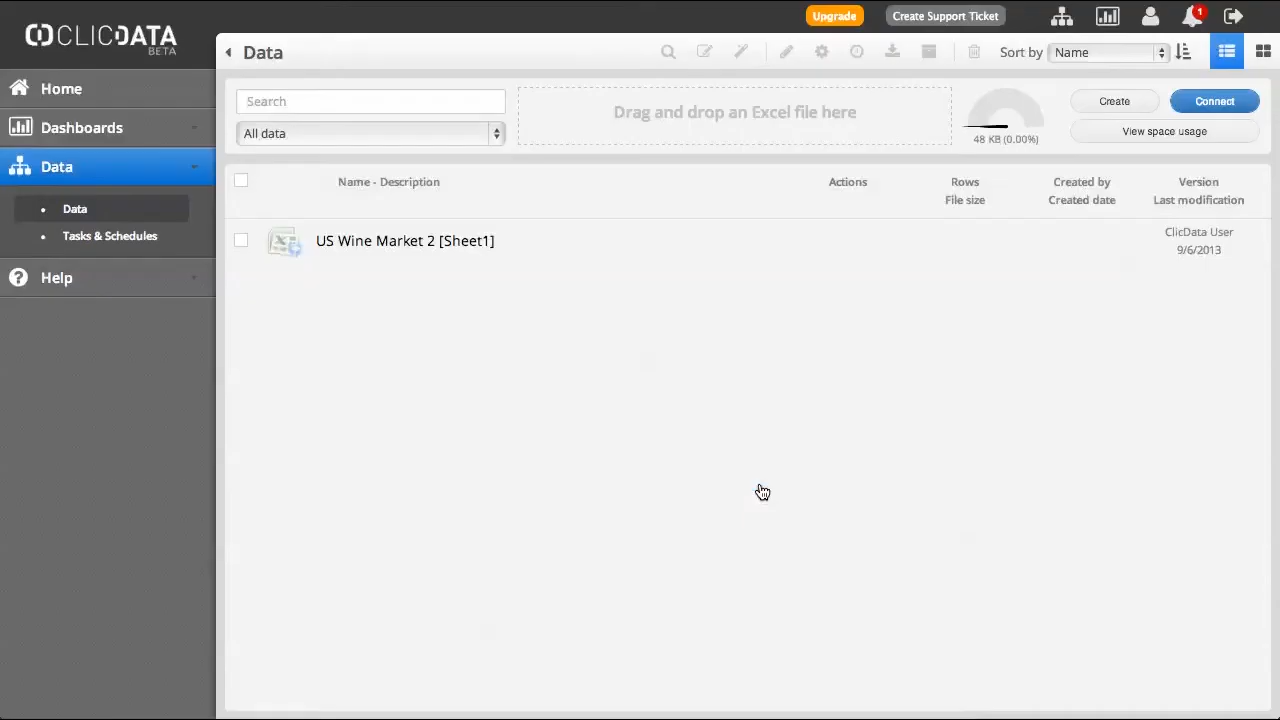 CLICDATA
BETA
Upgrade
Create Support Ticket
1
Home
Dashboards
Data
Data
Tasks & Schedules
Help
Data
Sort by
Name
Search
All data
Drag and drop an Excel file here
48 KB (0.00%)
Create
Connect
View space usage
Name - Description
Actions
Rows
File size
Created by
Created date
Version
Last modification
US Wine Market 2 [Sheet1]
ClicData User
9/6/2013